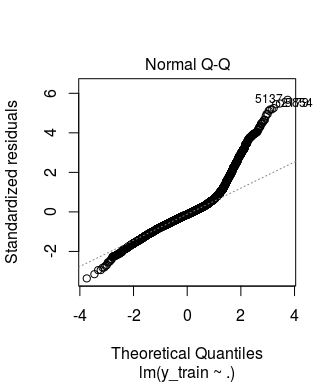 Normal Q-Q
Standardized residuals
6
4
2
0
-2
5137
-4
-2
0
2
4
Theoretical Quantiles
lm(y_train ~ .)